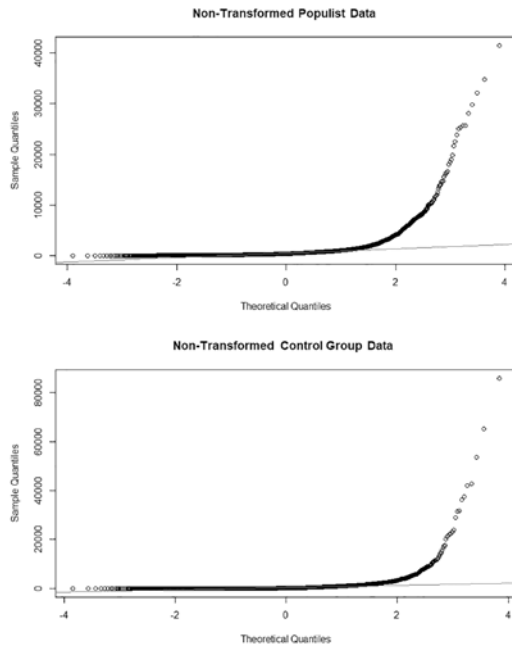 Non-Transformed Populist Data
Sample Quantiles
40000
30000
20000
10000
0
-4 -2 0 2 4
Theoretical Quantiles
Non-Transformed Control Group Data
Sample Quantiles
80000
60000
40000
20000
0
-4 -2 0 2 4
Theoretical Quantiles